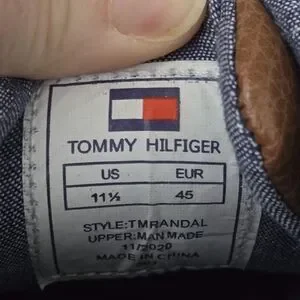 TOMMY HILFIGER
US EUR
11½ 45
STYLE:TMRANDAL
UPPER:MAN MADE
11/2020
MADE IN CHINA